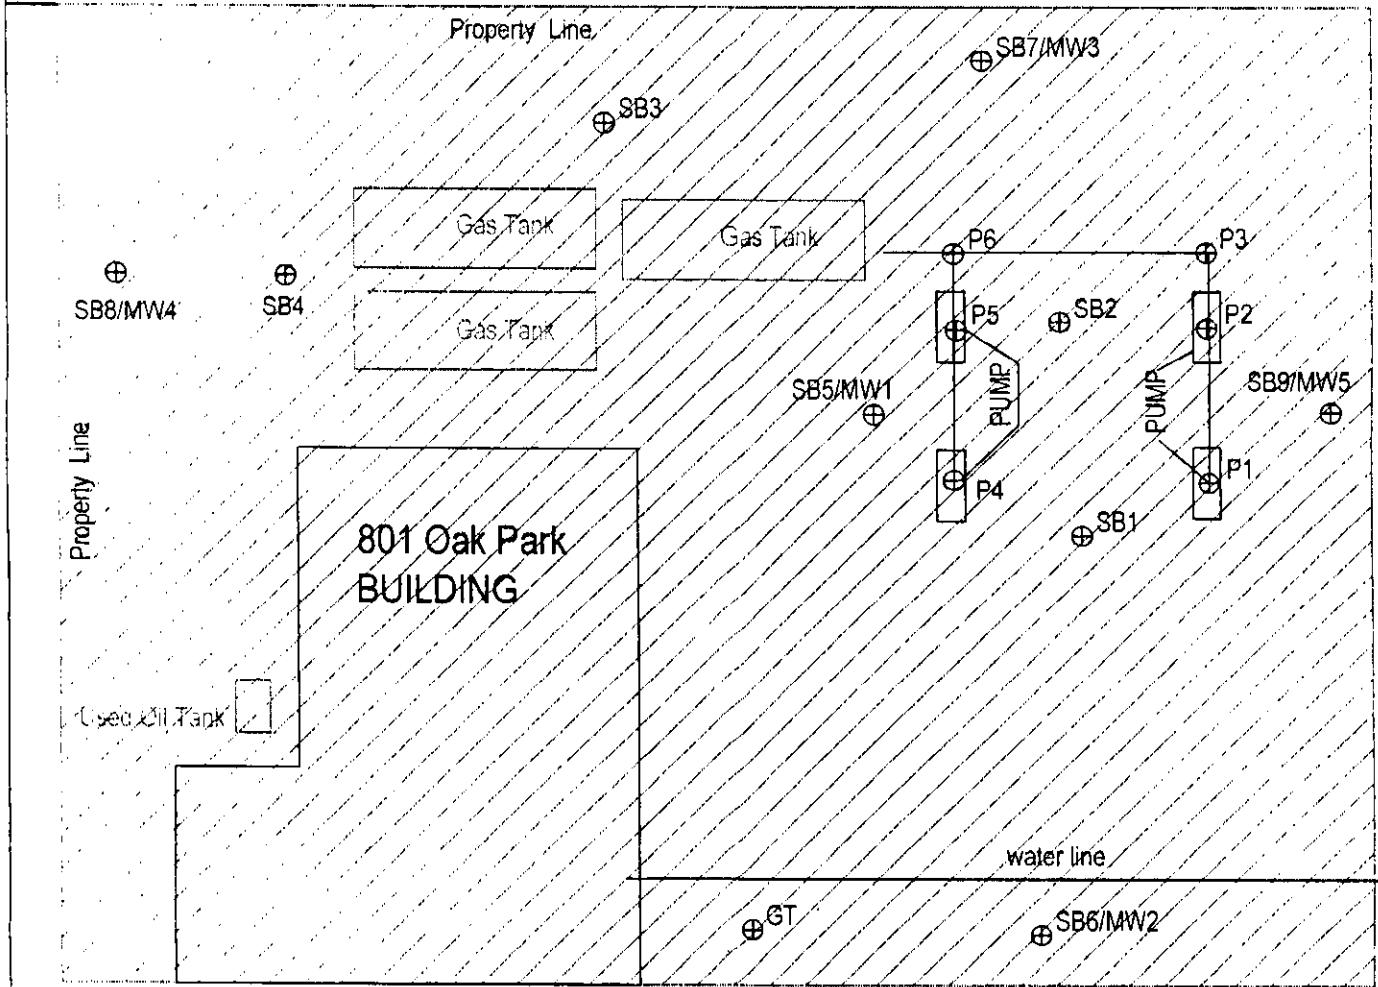 Property Line
SB7/MW3
SB3
Gas Tank
Gas Tank
P6
P3
SB8/MW4
SB4
Gas Tank
P5
SB2
P2
PUMP
PUMP
SB5/MW1
SB9/MW5
Property Line
P4
P1
SB1
801 Oak Park
BUILDING
Used Oil Tank
water line
GT
SB6/MW2